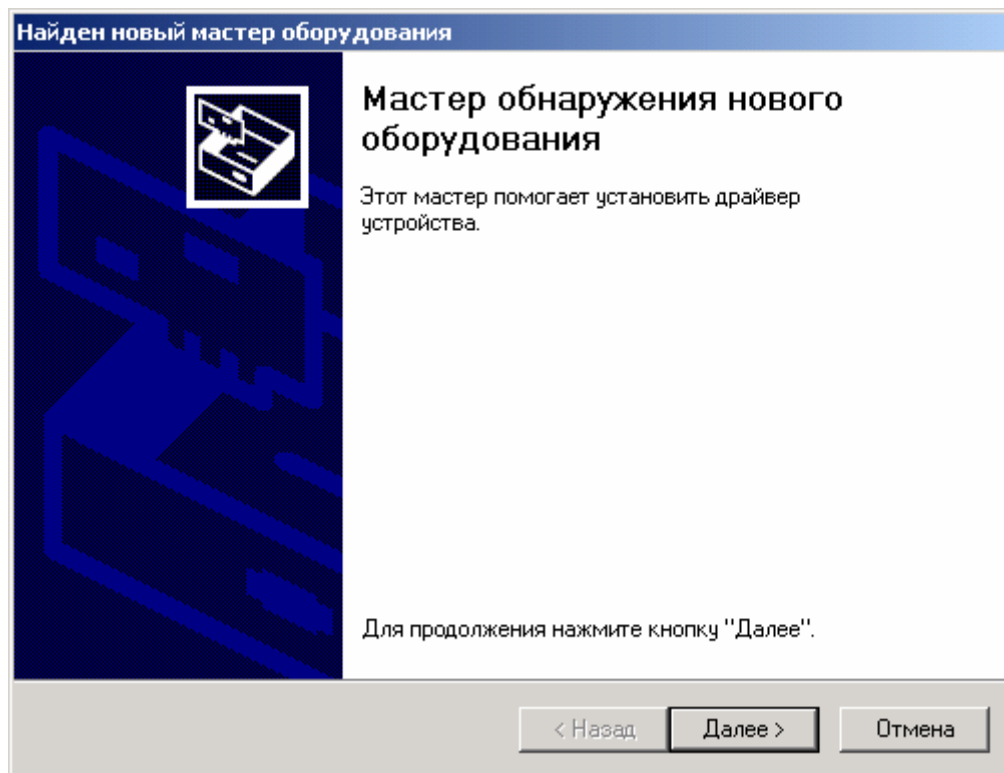 Найден новый мастер оборудования
Мастер обнаружения нового
оборудования
Этот мастер помогает установить драйвер
устройства.
Для продолжения нажмите кнопку "Далее".
< Назад
Далее >
Отмена